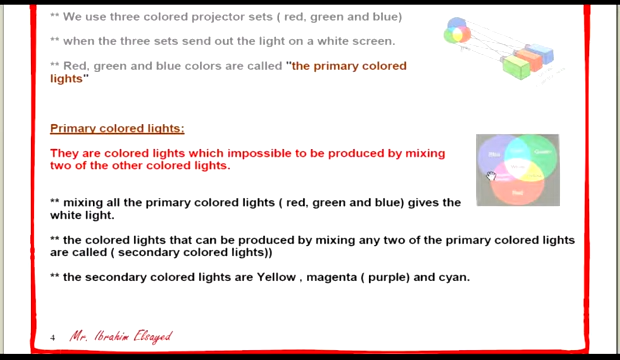 ** We use three colored projector sets ( red, green and blue)
** when the three sets send out the light on a white screen.
** Red, green and blue colors are called "the primary colored
lights"
Primary colored lights:
They are colored lights which impossible to be produced by mixing
two of the other colored lights.
Blue
Green
Red
** mixing all the primary colored lights ( red, green and blue) gives the
white light.
** the colored lights that can be produced by mixing any two of the primary colored lights
are called ( secondary colored lights))
** the secondary colored lights are Yellow , magenta ( purple) and cyan.
4 Mr. Ibrahim Elsayed